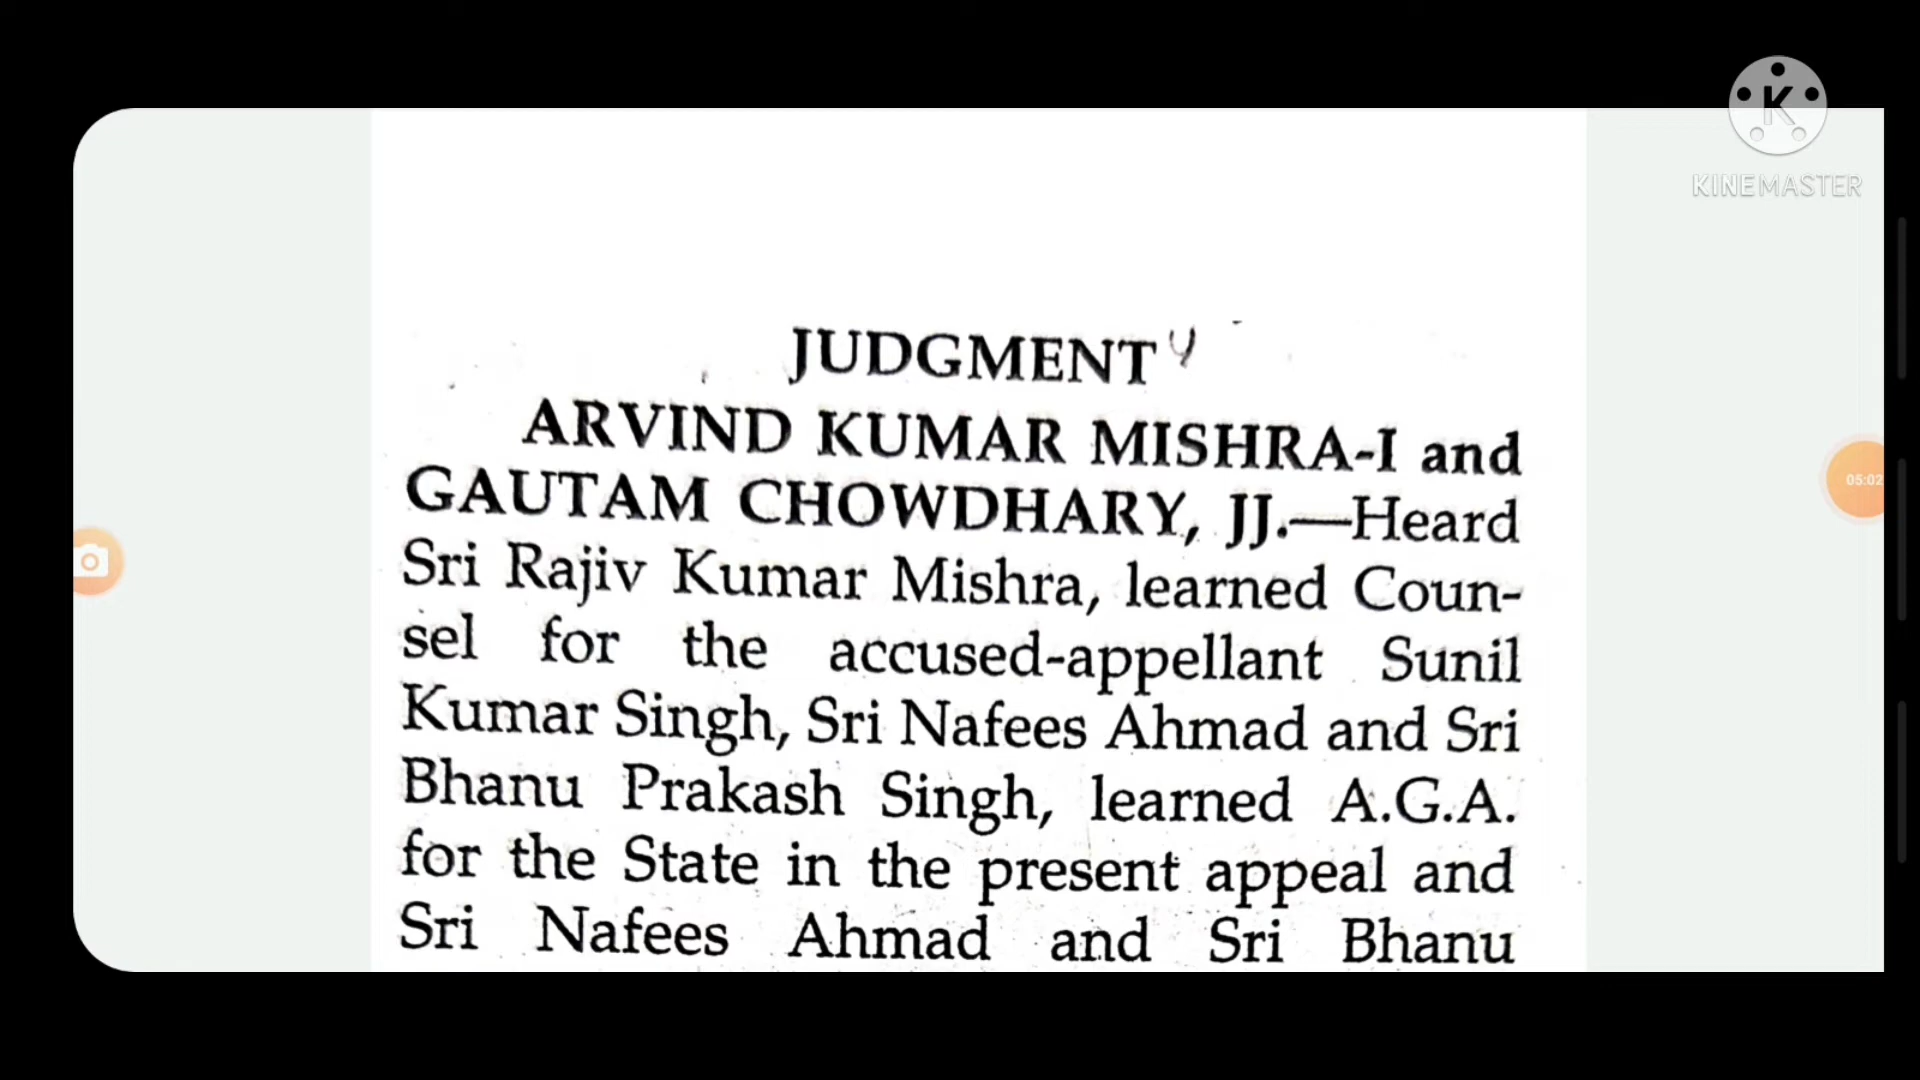 K
KINEMASTER
JUDGMENT
ARVIND KUMAR MISHRA-I and
GAUTAM CHOWDHARY, JJ.—Heard
Sri Rajiv Kumar Mishra, learned Coun-
sel for the accused-appellant Sunil
Kumar Singh, Sri Nafees Ahmad and Sri
Bhanu Prakash Singh, learned A.G.A.
for the State in the present appeal and
Sri Nafees Ahmad and Sri Bhanu
05:02